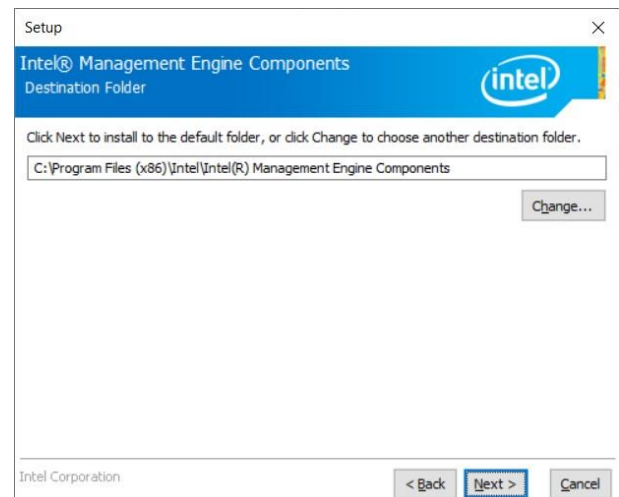 Setup
Intel® Management Engine Components
Destination Folder
intel
Click Next to install to the default folder, or click Change to choose another destination folder.
C:\Program Files (x86)\Intel\Intel(R) Management Engine Components
Change...
Intel Corporation
< Back Next > Cancel